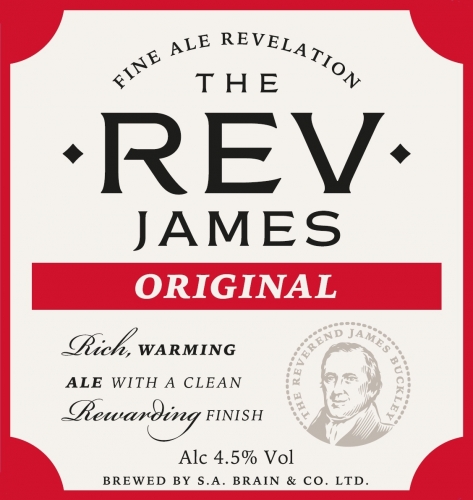 FINE ALE REVELATION
THE
REV
JAMES
ORIGINAL
Rich, WARMING
ALE WITH A CLEAN
Rewarding FINISH
THE REVEREND JAMES BUCKLEY
Alc 4.5% Vol
BREWED BY S.A. BRAIN & CO. LTD.